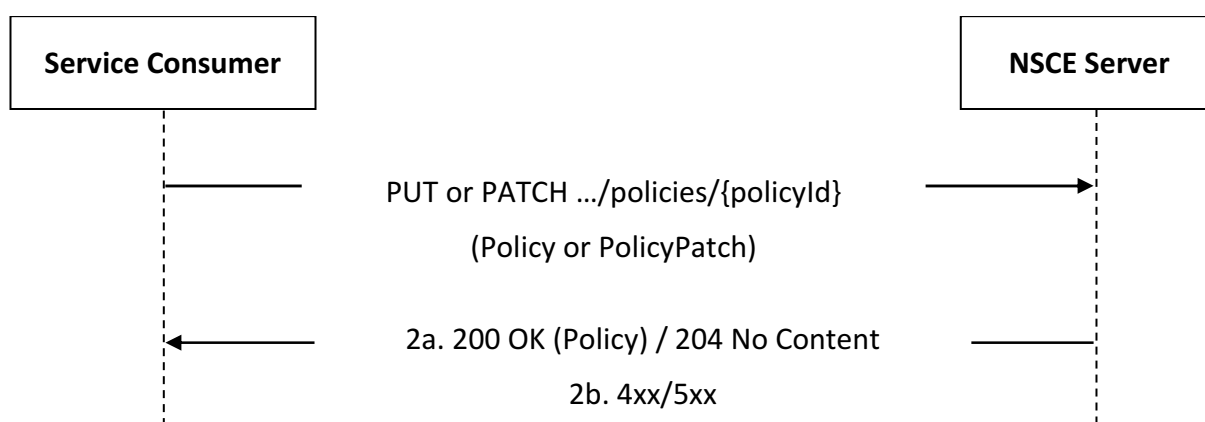 Service Consumer
NSCE Server
PUT or PATCH …/policies/{policyId}
(Policy or PolicyPatch)
2a. 200 OK (Policy) / 204 No Content
2b. 4xx/5xx